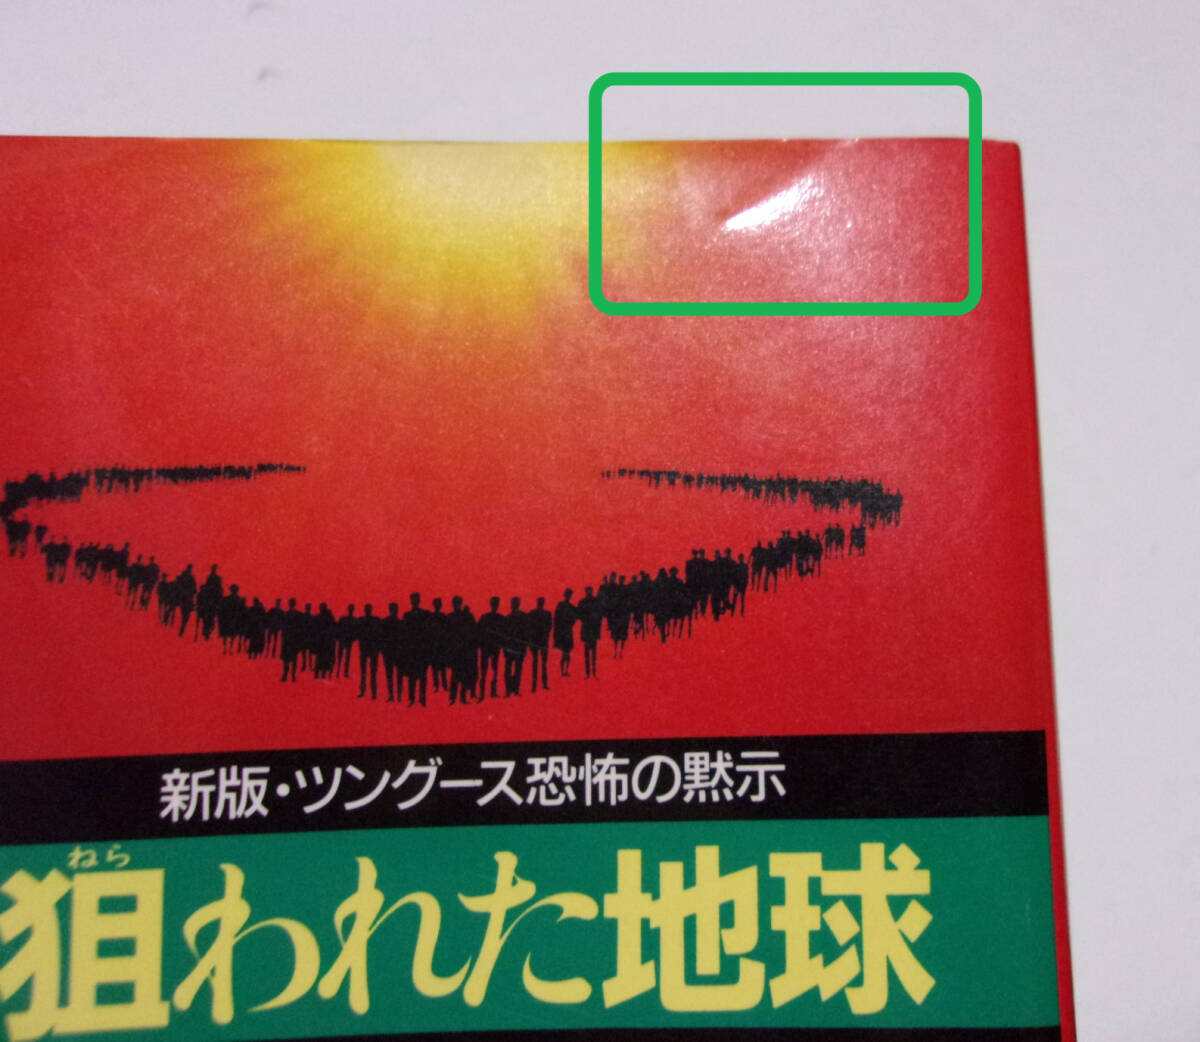 新版・ツングース恐怖の黙示
ねら
狙われた地球